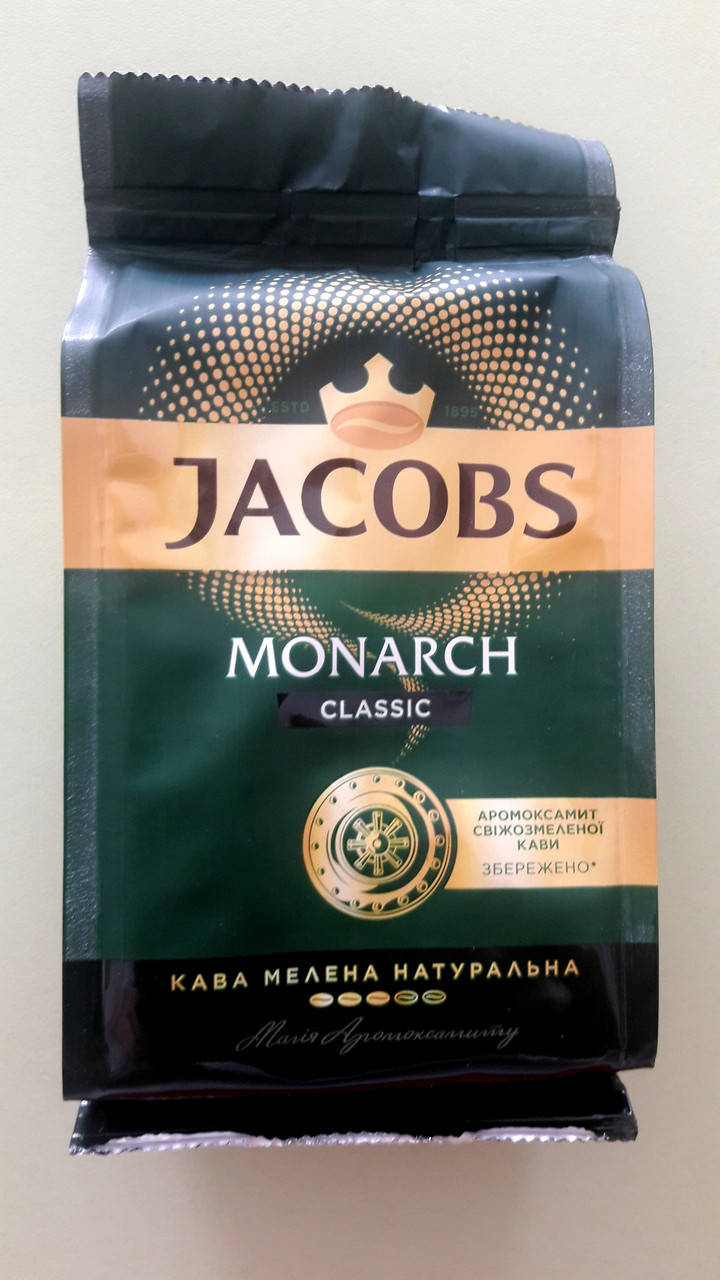 ESTD 1895
JACOBS
MONARCH
CLASSIC
АРОМОКСАМИТ
СВІЖОЗМЕЛЕНОЇ
КАВИ
ЗБЕРЕЖЕНО*
КАВА МЕЛЕНА НАТУРАЛЬНА
Магія Аромоксамиту